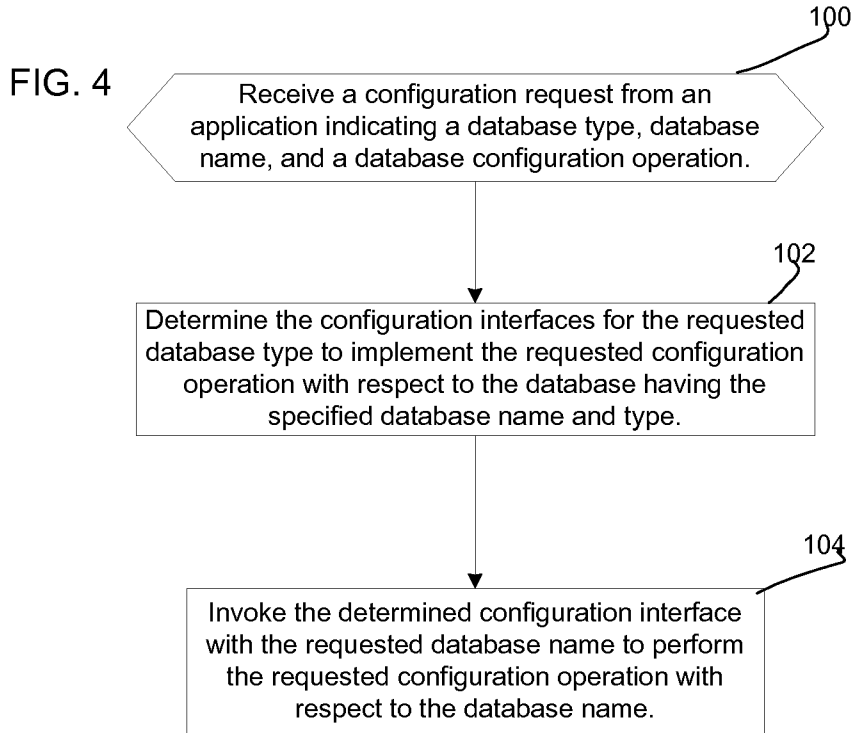 100
FIG. 4
Receive a configuration request from an
application indicating a database type, database
name, and a database configuration operation.
102
Determine the configuration interfaces for the requested
database type to implement the requested configuration
operation with respect to the database having the
specified database name and type.
104
Invoke the determined configuration interface
with the requested database name to perform
the requested configuration operation with
respect to the database name.